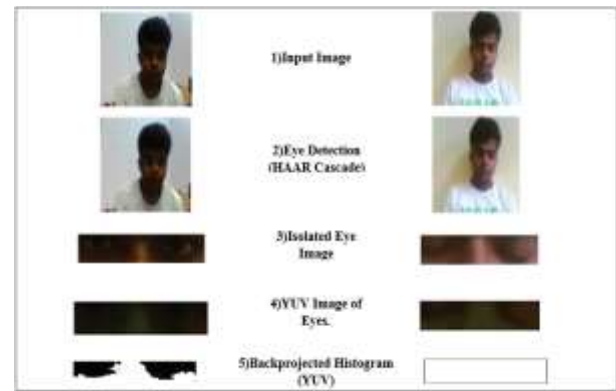 1)Input Image
2)Eye Detection
(HAAR Cascade)
3)Isolated Eye
Image
4)YUV Image of
Eyes.
5)Backprojected Histogram
(YUV)